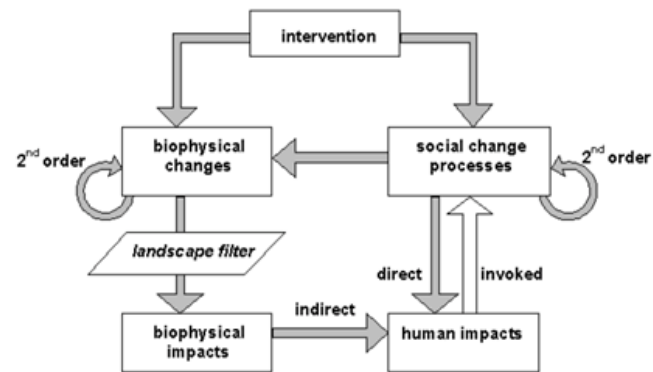 intervention
biophysical
changes
social change
processes
2nd order
2nd order
landscape filter
direct
invoked
indirect
biophysical
impacts
human impacts